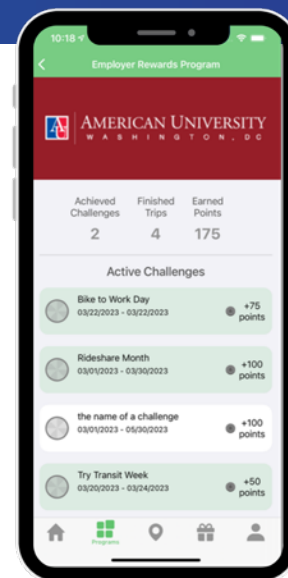 10:18
Employer Rewards Program
AMERICAN UNIVERSITY
WASHINGTON, DC
Achieved Challenges
Finished Trips
Earned Points
2
4
175
Active Challenges
Bike to Work Day
03/22/2023 - 03/22/2023
+75 points
Rideshare Month
03/01/2023 - 03/30/2023
+100 points
the name of a challenge
03/01/2023 - 05/30/2023
+100 points
Try Transit Week
03/20/2023 - 03/24/2023
+50 points
Programs